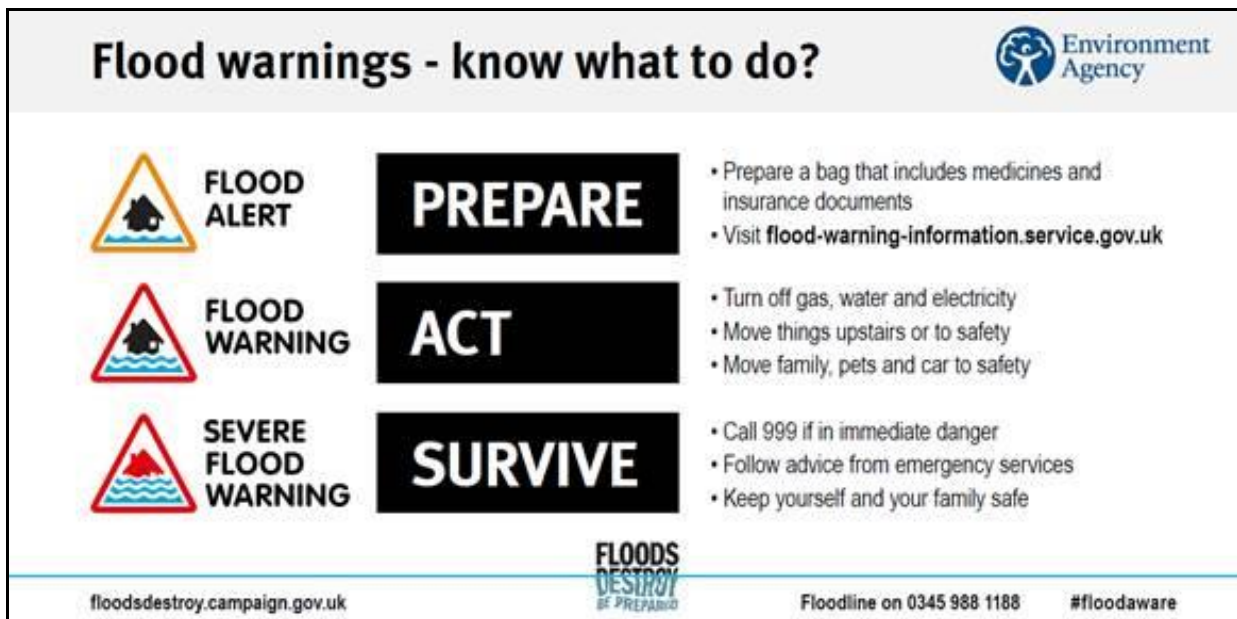 Flood warnings - know what to do?
Environment
Agency
FLOOD
ALERT
PREPARE
• Prepare a bag that includes medicines and
insurance documents
• Visit flood-warning-information.service.gov.uk
FLOOD
WARNING
ACT
• Turn off gas, water and electricity
• Move things upstairs or to safety
• Move family, pets and car to safety
SEVERE
FLOOD
WARNING
SURVIVE
• Call 999 if in immediate danger
• Follow advice from emergency services
• Keep yourself and your family safe
FLOODS
DESTROY
BE PREPARED
floodsdestroy.campaign.gov.uk
Floodline on 0345 988 1188
#floodaware